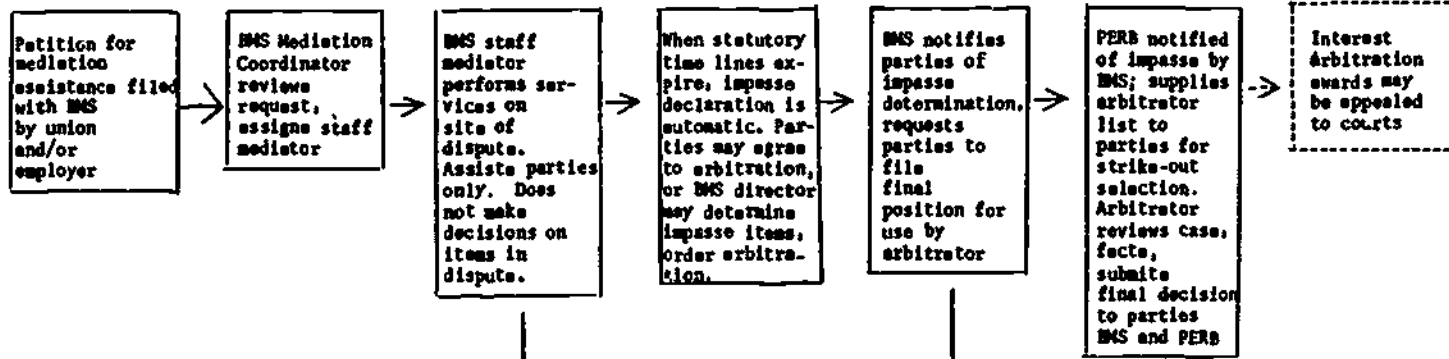 Petition for
mediation
assistance filed
with BMS
by union
and/or
employer
BMS Mediation
Coordinator
reviews
request,
assigns staff
mediator
BMS staff
mediator
performs ser-
vices on
site of
dispute.
Assists parties
only. Does
not make
decisions on
items in
dispute.
When statutory
time lines ex-
pire, impasse
declaration is
automatic. Par-
ties may agree
to arbitration,
or BMS director
may determine
impasse items,
order arbitra-
tion.
BMS notifies
parties of
impasse
determination,
requests
parties to
file
final
position for
use by
arbitrator
PERB notified
of impasse by
BMS; supplies
arbitrator
list to
parties for
strike-out
selection.
Arbitrator
reviews case,
facts,
submits
final decision
to parties
BMS and PERB
Interest
Arbitration
awards may
be appealed
to courts